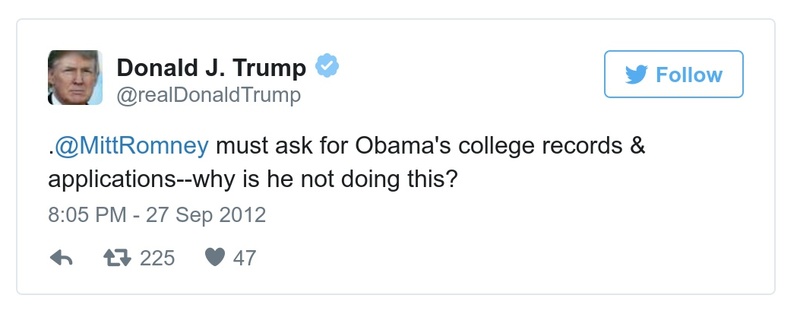 Donald J. Trump
@realDonaldTrump
Follow
.@MittRomney must ask for Obama's college records &
applications--why is he not doing this?
8:05 PM - 27 Sep 2012
225 47